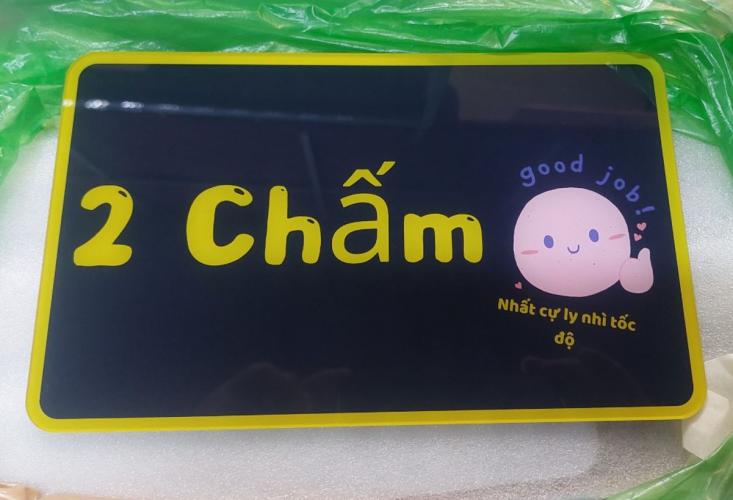 2 Chấm
good job!
Nhất cự ly nhì tốc
độ